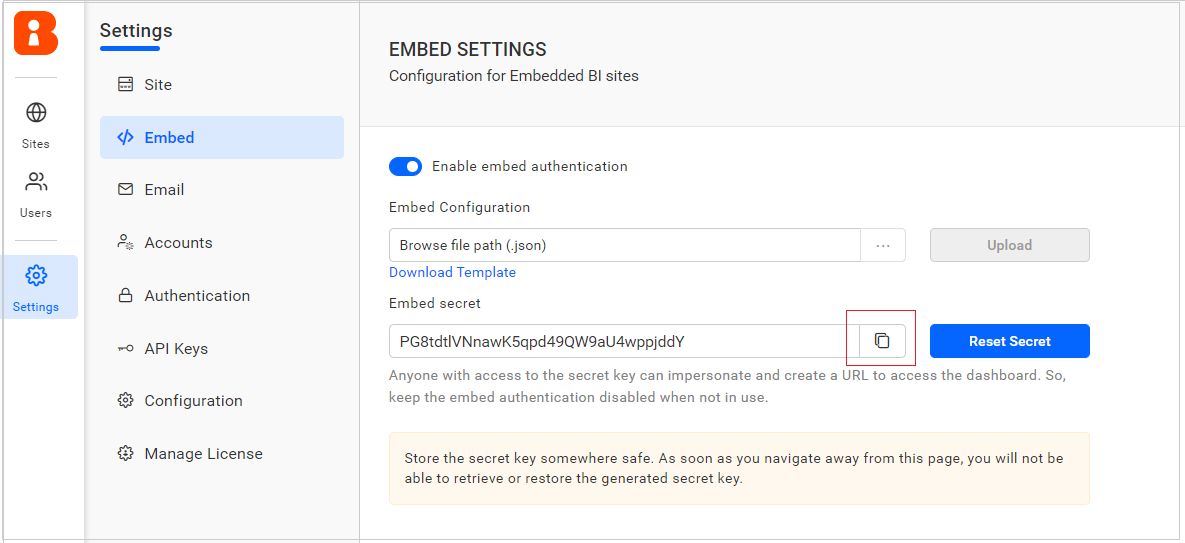 Sites
Users
Settings
Settings
Site
Embed
Email
Accounts
Authentication
API Keys
Configuration
Manage License
EMBED SETTINGS
Configuration for Embedded BI sites
Enable embed authentication
Embed Configuration
Browse file path (.json)
...
Upload
Download Template
Embed secret
PG8tdtlVNnawK5qpd49QW9aU4wppjddY
Reset Secret
Anyone with access to the secret key can impersonate and create a URL to access the dashboard. So,
keep the embed authentication disabled when not in use.
Store the secret key somewhere safe. As soon as you navigate away from this page, you will not be
able to retrieve or restore the generated secret key.